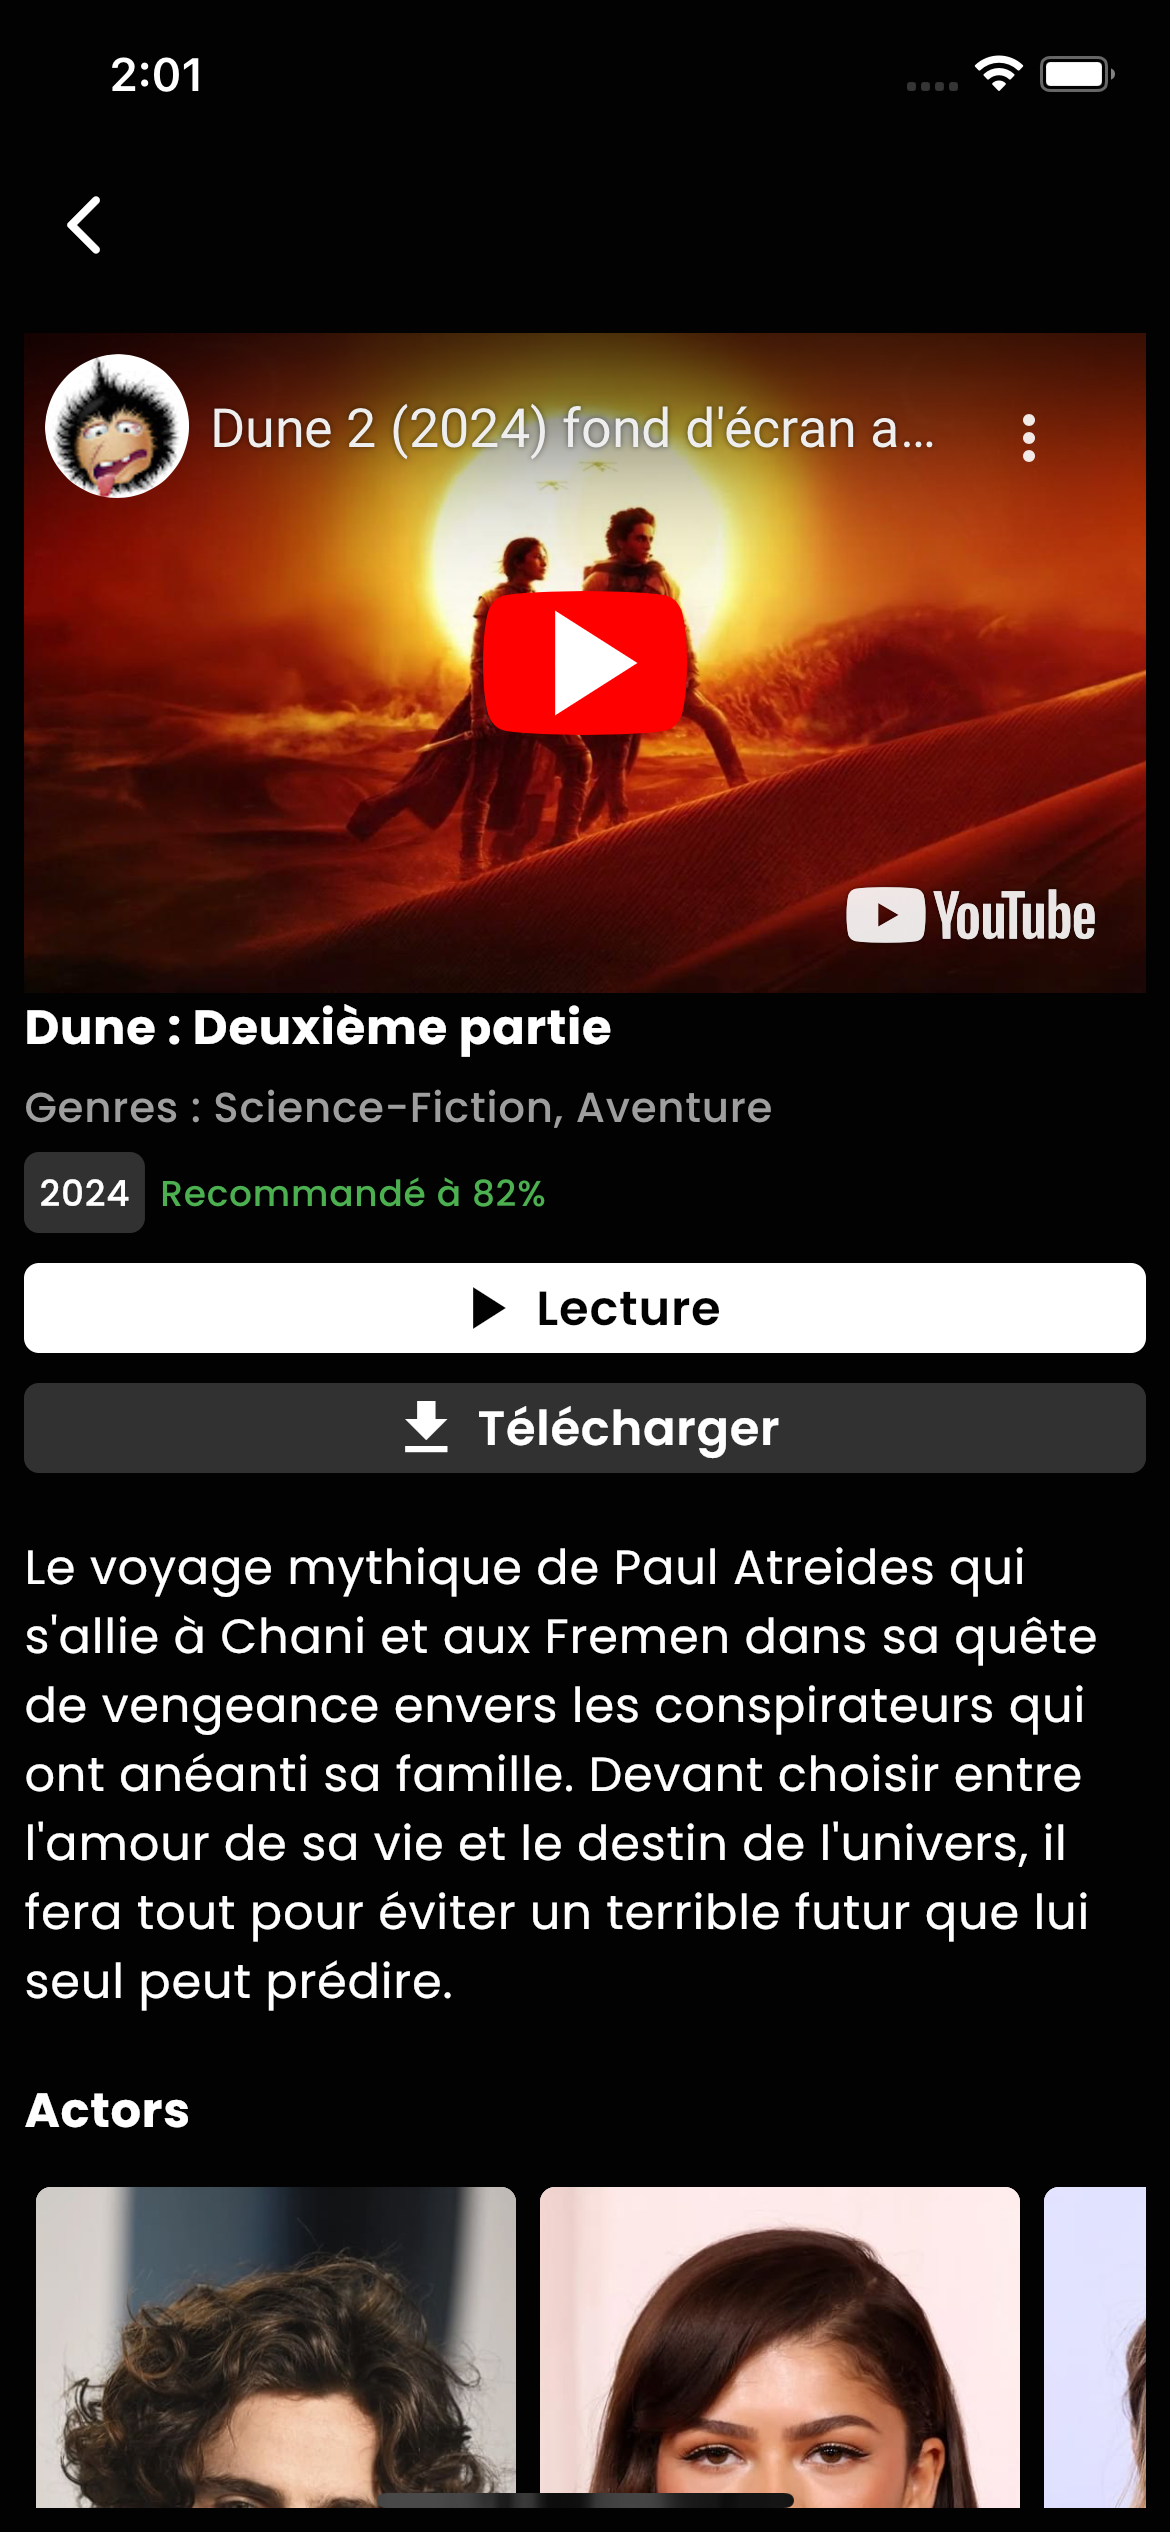 2:01
Dune 2 (2024) fond d'écran a...
YouTube
Dune : Deuxième partie
Genres : Science-Fiction, Aventure
2024 Recommandé à 82%
Lecture
Télécharger
Le voyage mythique de Paul Atreides qui
s'allie à Chani et aux Fremen dans sa quête
de vengeance envers les conspirateurs qui
ont anéanti sa famille. Devant choisir entre
l'amour de sa vie et le destin de l'univers, il
fera tout pour éviter un terrible futur que lui
seul peut prédire.
Actors